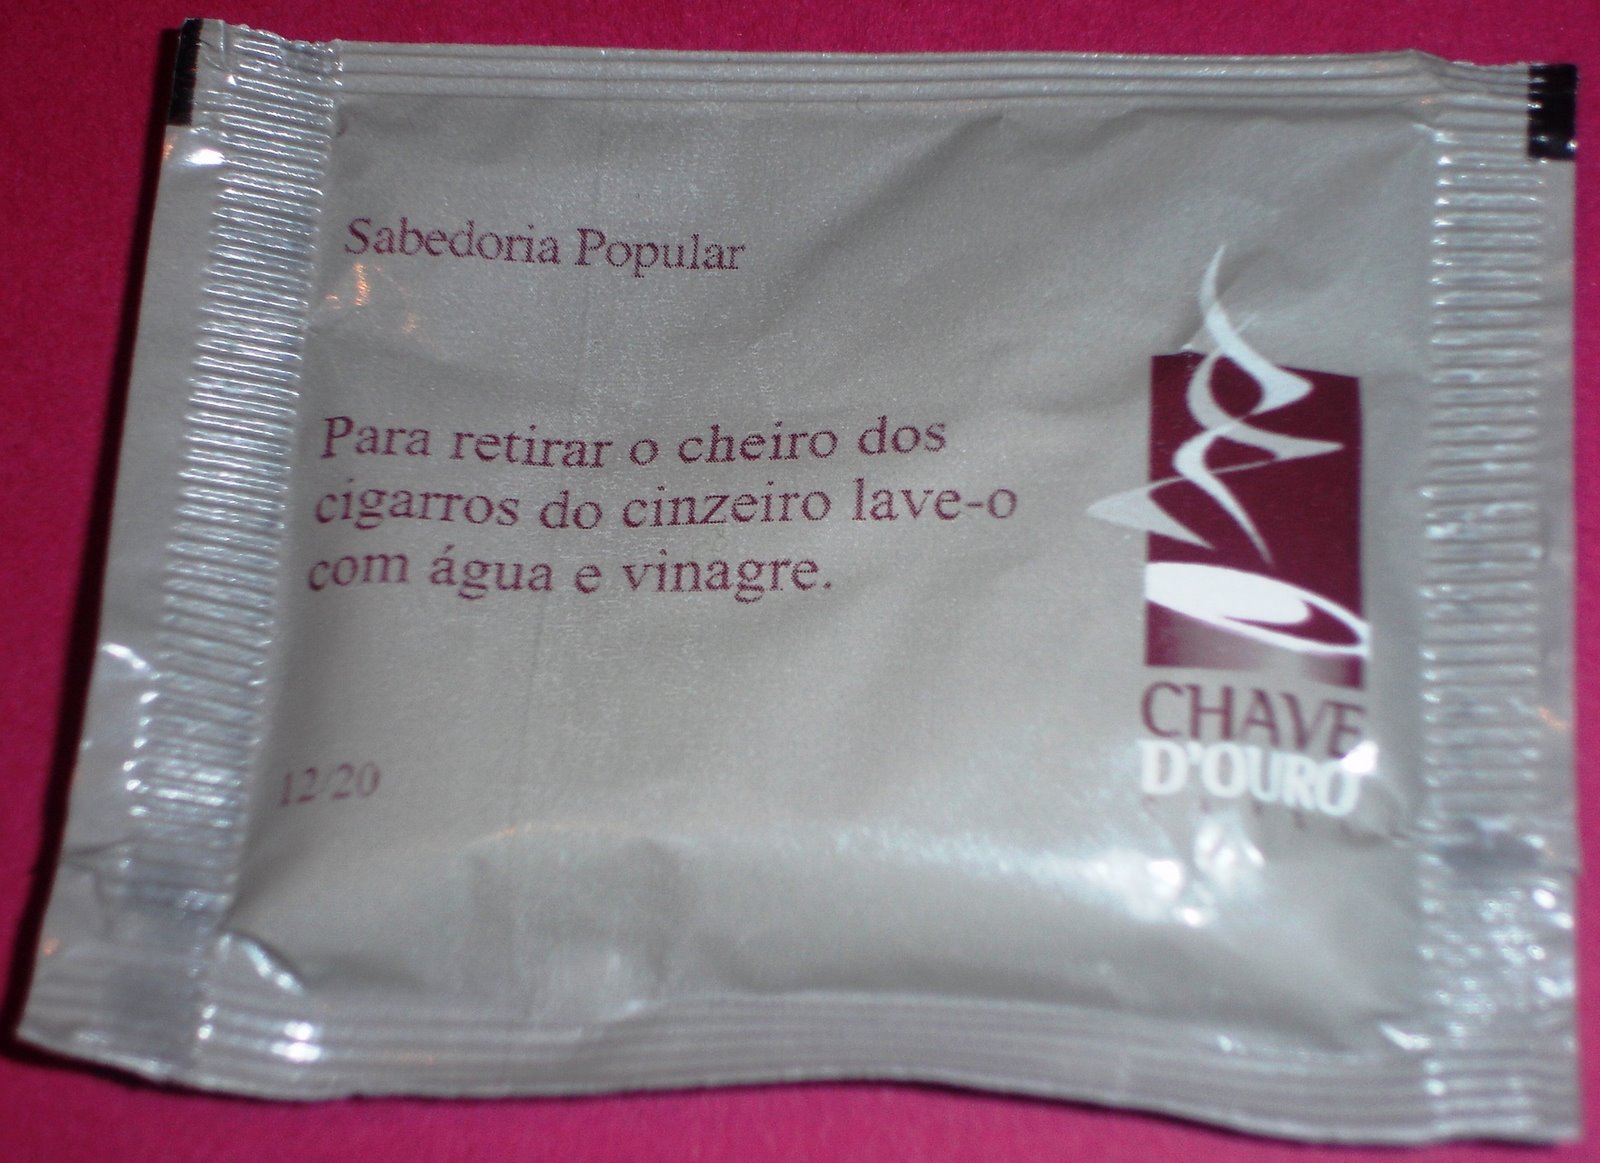 Sabedoria Popular
Para retirar o cheiro dos
cigarros do cinzeiro lave-o
com água e vinagre.
12/20
CHAVE
D'OURO